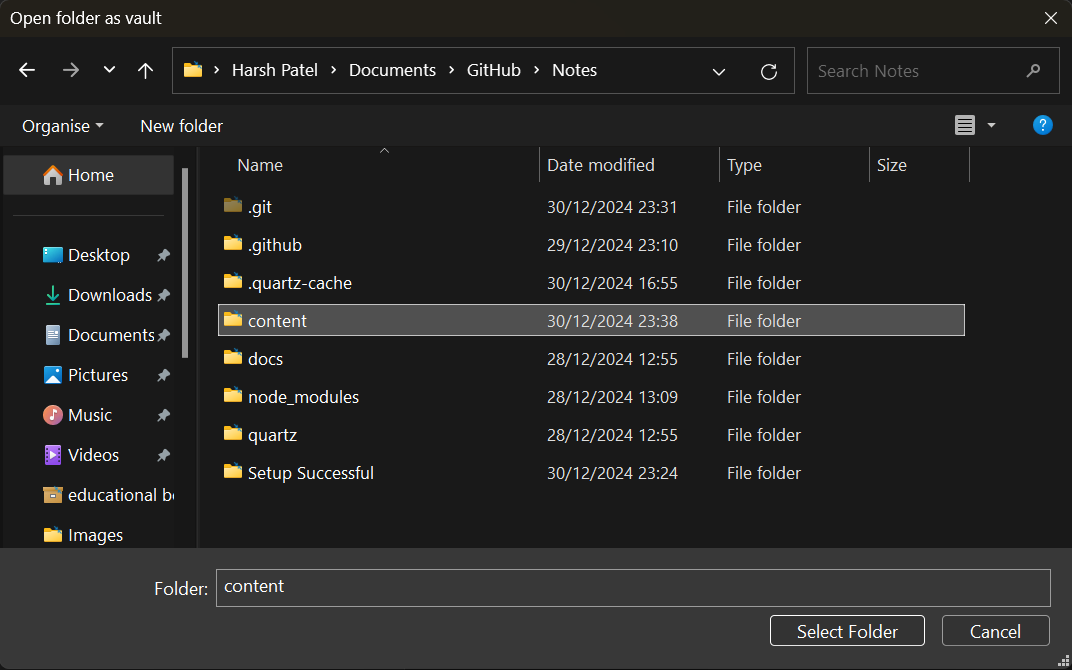 Open folder as vault
Harsh Patel Documents GitHub Notes
Search Notes
Organise New folder
Home
Desktop
Downloads
Documents
Pictures
Music
Videos
educational be
Images
Name Date modified Type Size
.git 30/12/2024 23:31 File folder
.github 29/12/2024 23:10 File folder
.quartz-cache 30/12/2024 16:55 File folder
content 30/12/2024 23:38 File folder
docs 28/12/2024 12:55 File folder
node_modules 28/12/2024 13:09 File folder
quartz 28/12/2024 12:55 File folder
Setup Successful 30/12/2024 23:24 File folder
Folder: content
Select Folder Cancel